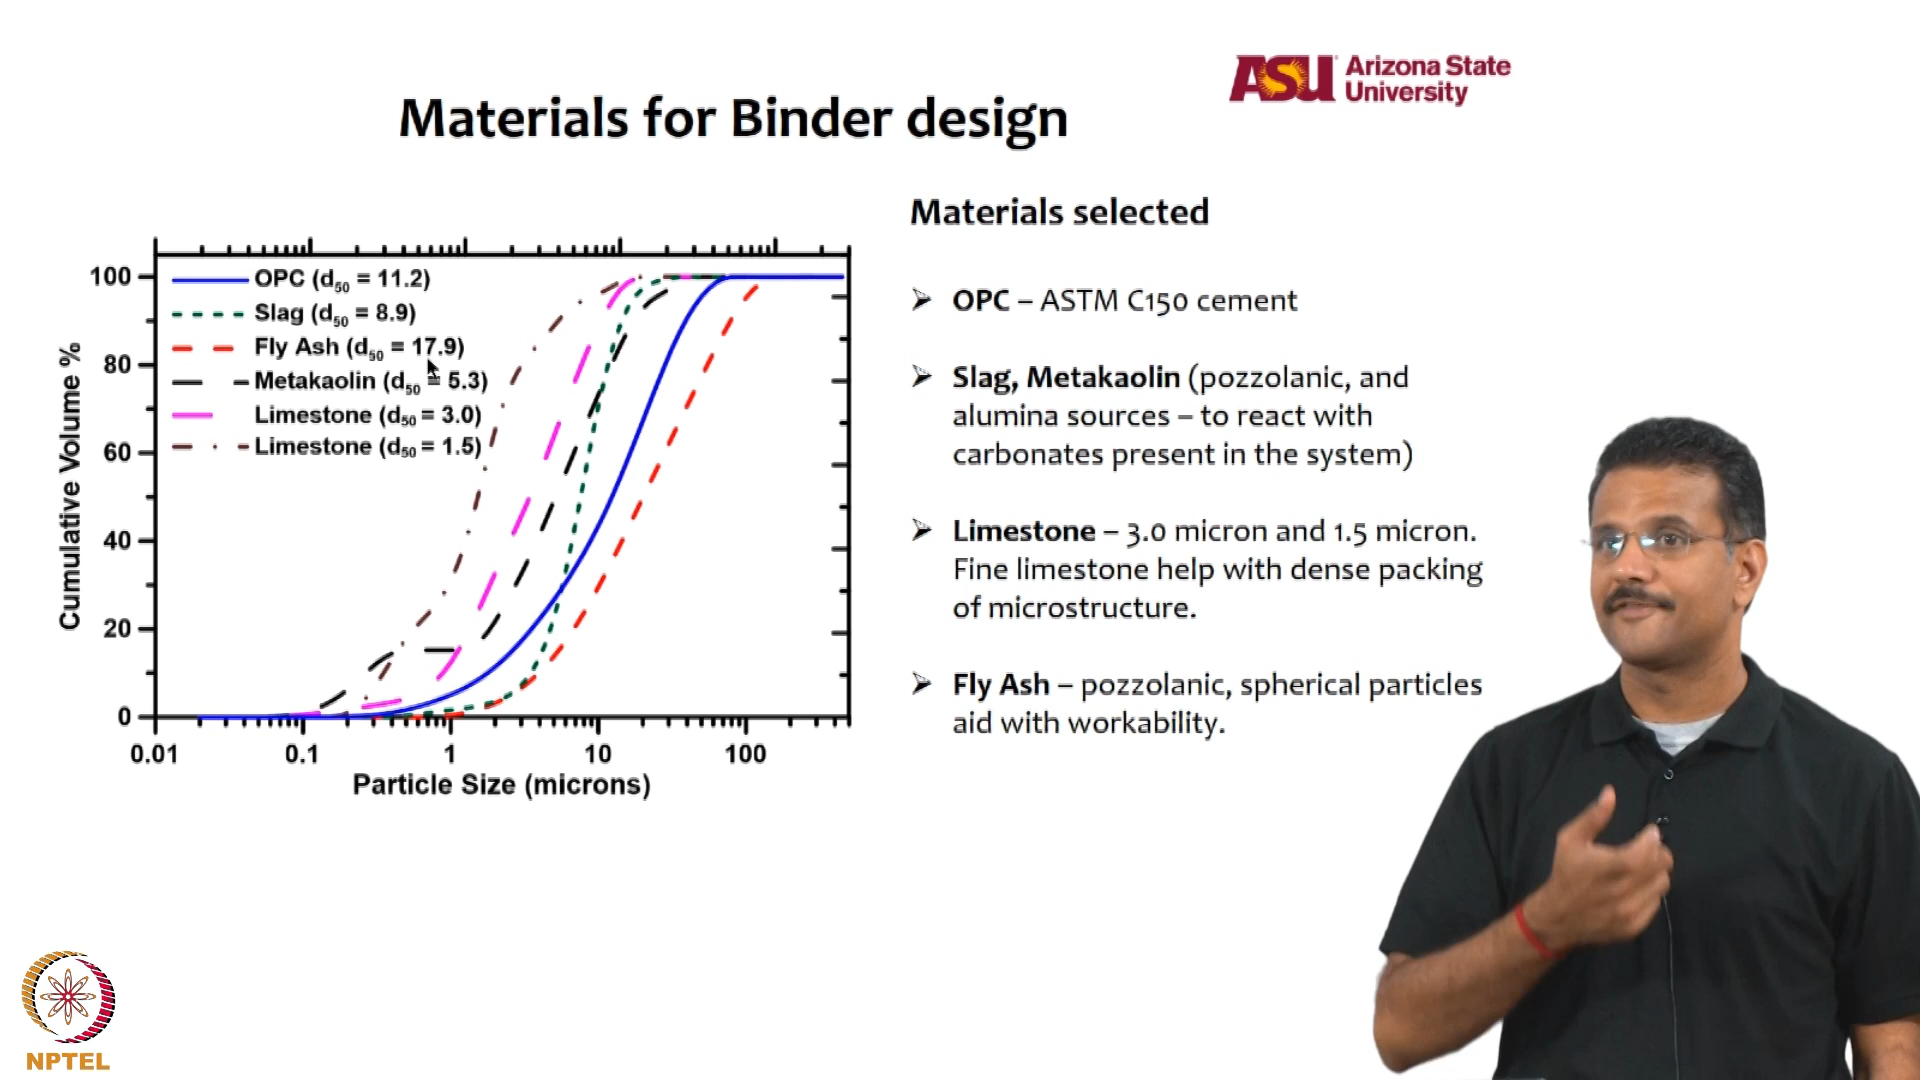 ASU Arizona State
University
Materials for Binder design
Materials selected
OPC (d50 = 11.2)
Slag (d50 = 8.9)
Fly Ash (d50 = 17.9)
Metakaolin (d50 = 5.3)
Limestone (d50 = 3.0)
Limestone (d50 = 1.5)
100
80
60
40
20
0
Cumulative Volume %
0.01 0.1 1 10 100
Particle Size (microns)
➢ OPC – ASTM C150 cement
➢ Slag, Metakaolin (pozzolanic, and
alumina sources – to react with
carbonates present in the system)
➢ Limestone – 3.0 micron and 1.5 micron.
Fine limestone help with dense packing
of microstructure.
➢ Fly Ash – pozzolanic, spherical particles
aid with workability.
NPTEL